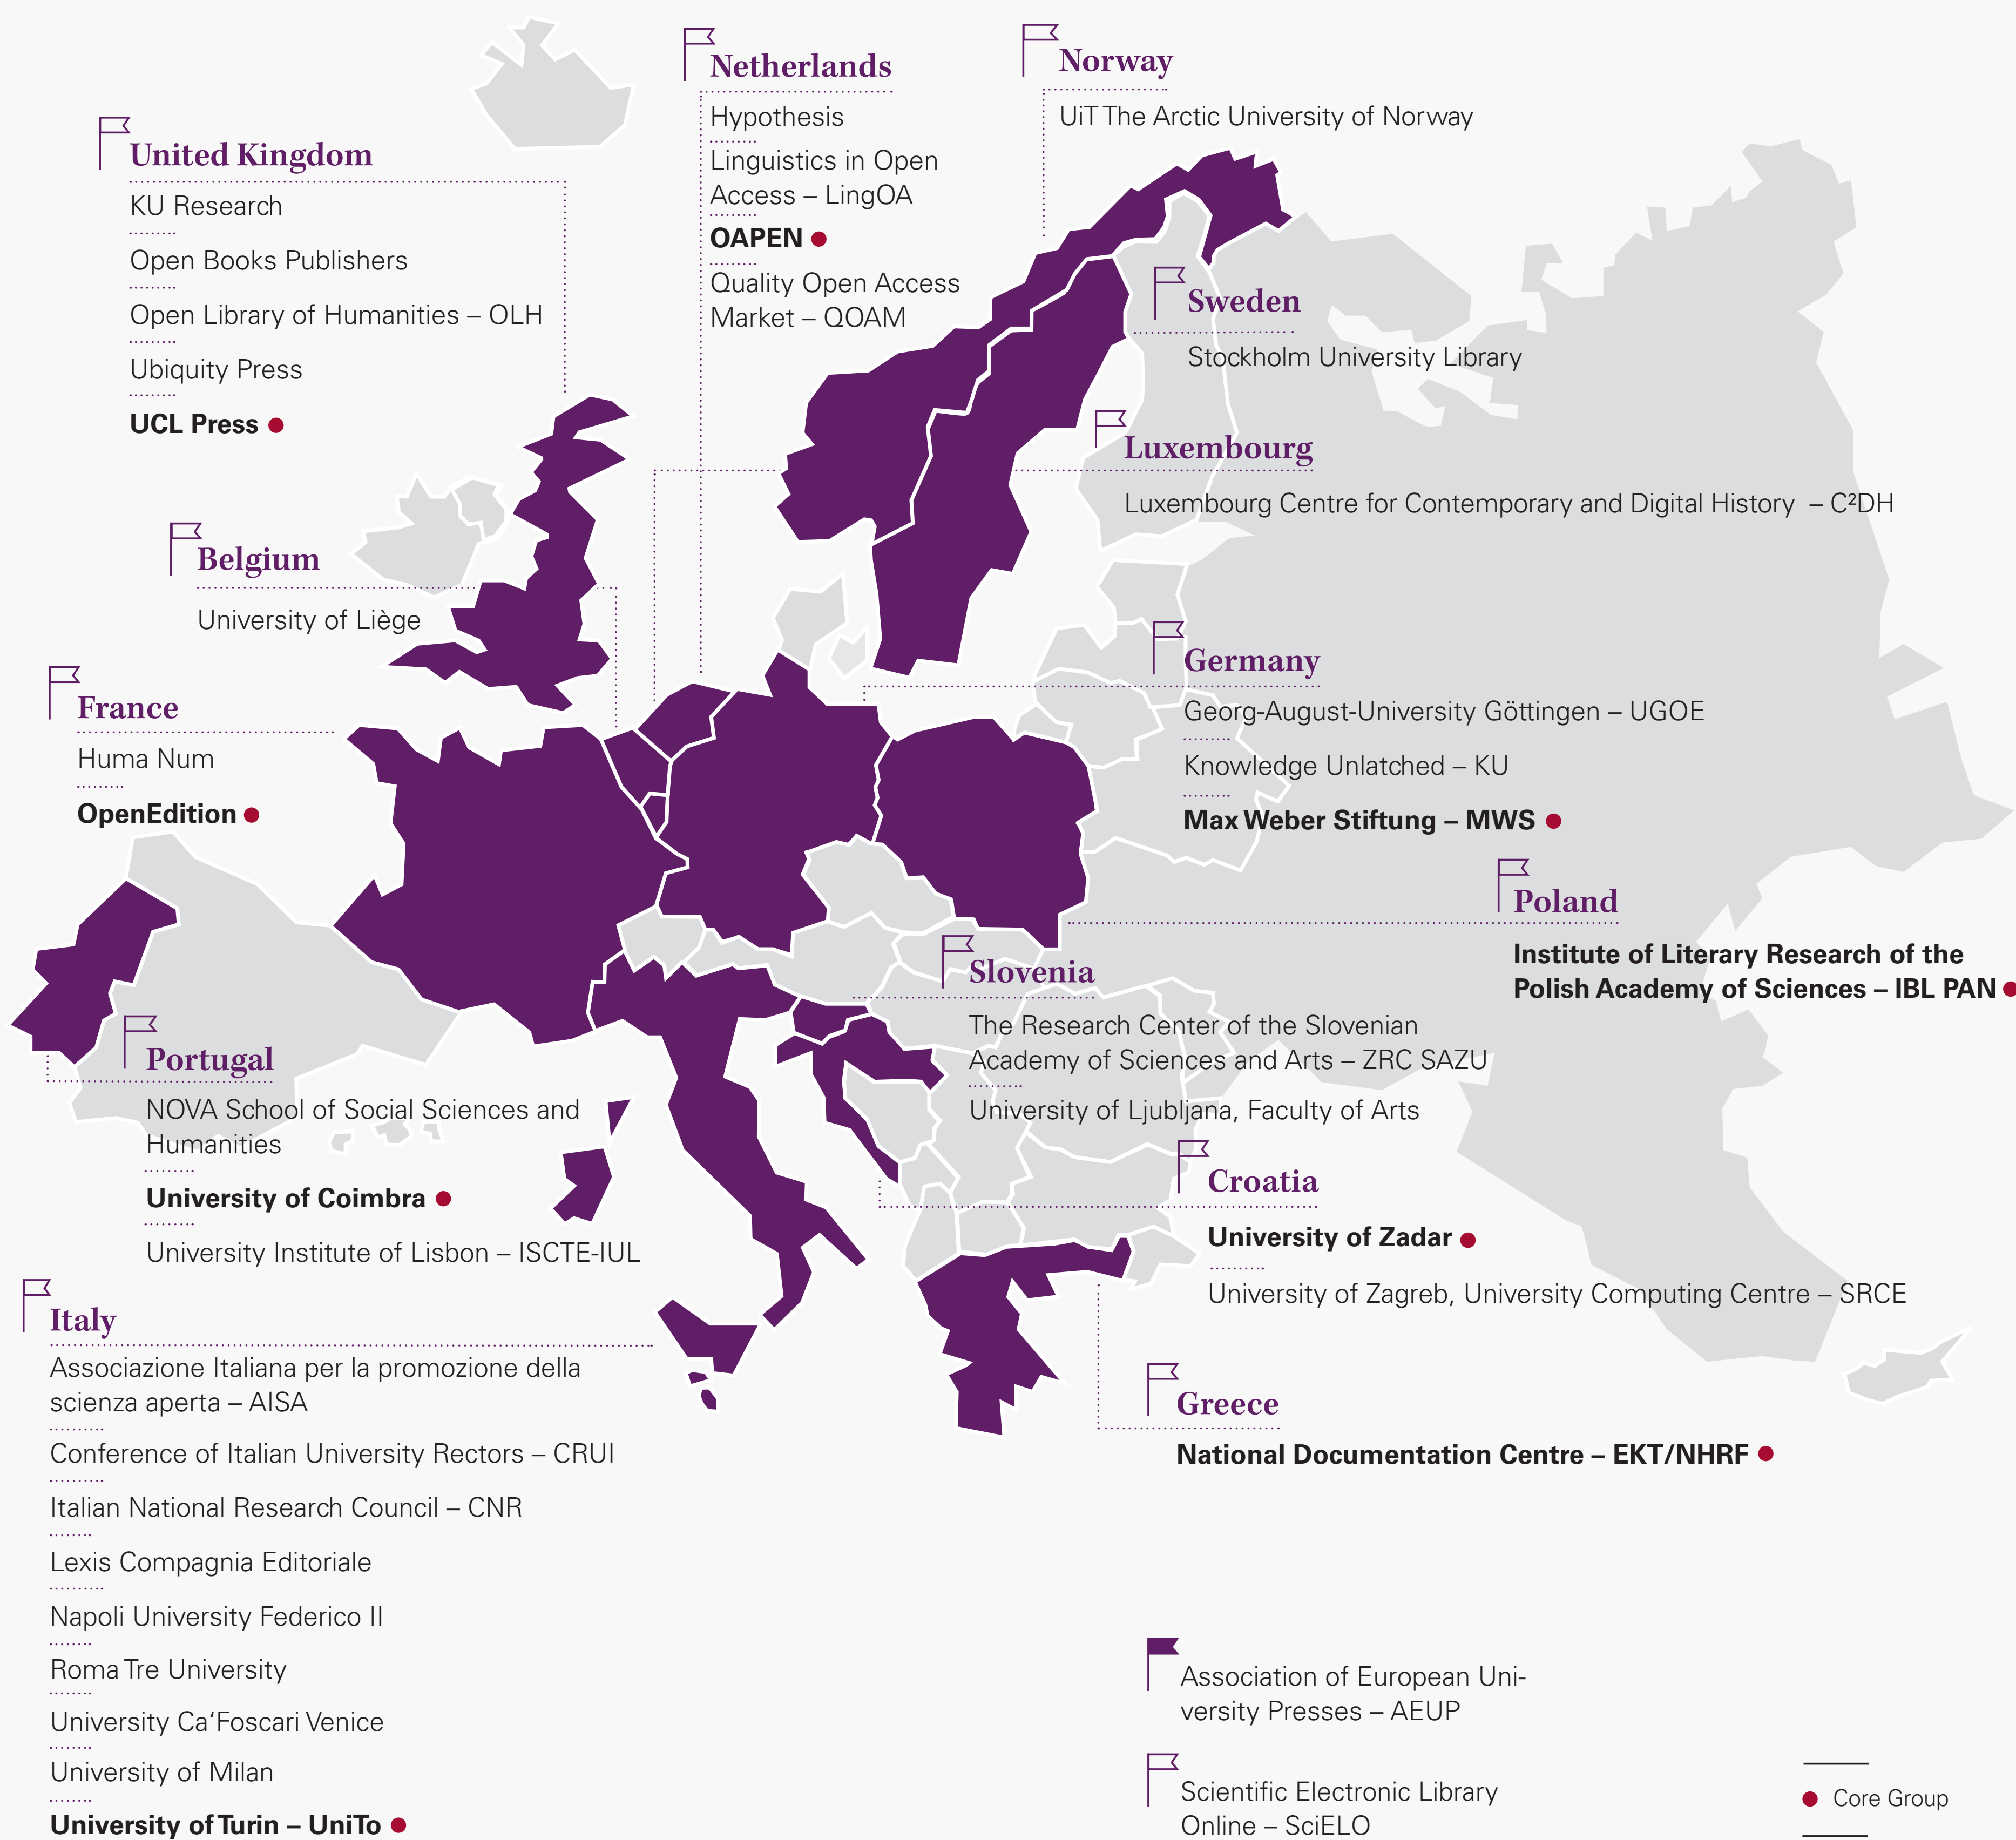 United Kingdom
KU Research
Open Books Publishers
Open Library of Humanities – OLH
Ubiquity Press
UCL Press
Netherlands
Hypothesis
Linguistics in Open
Access – LingOA
OAPEN
Quality Open Access
Market – QOAM
Norway
UiT The Arctic University of Norway
Sweden
Stockholm University Library
Luxembourg
Luxembourg Centre for Contemporary and Digital History – C²DH
Belgium
University of Liège
France
Huma Num
OpenEdition
Germany
Georg-August-University Göttingen – UGOE
Knowledge Unlatched – KU
Max Weber Stiftung – MWS
Poland
Institute of Literary Research of the
Polish Academy of Sciences – IBL PAN
Slovenia
The Research Center of the Slovenian
Academy of Sciences and Arts – ZRC SAZU
University of Ljubljana, Faculty of Arts
Portugal
NOVA School of Social Sciences and
Humanities
University of Coimbra
University Institute of Lisbon – ISCTE-IUL
Croatia
University of Zadar
University of Zagreb, University Computing Centre – SRCE
Italy
Associazione Italiana per la promozione della
scienza aperta – AISA
Conference of Italian University Rectors – CRUI
Italian National Research Council – CNR
Lexis Compagnia Editoriale
Napoli University Federico II
Roma Tre University
University Ca‘Foscari Venice
University of Milan
University of Turin – UniTo
Greece
National Documentation Centre – EKT/NHRF
Association of European Uni-
versity Presses – AEUP
Scientific Electronic Library
Online – SciELO
Core Group